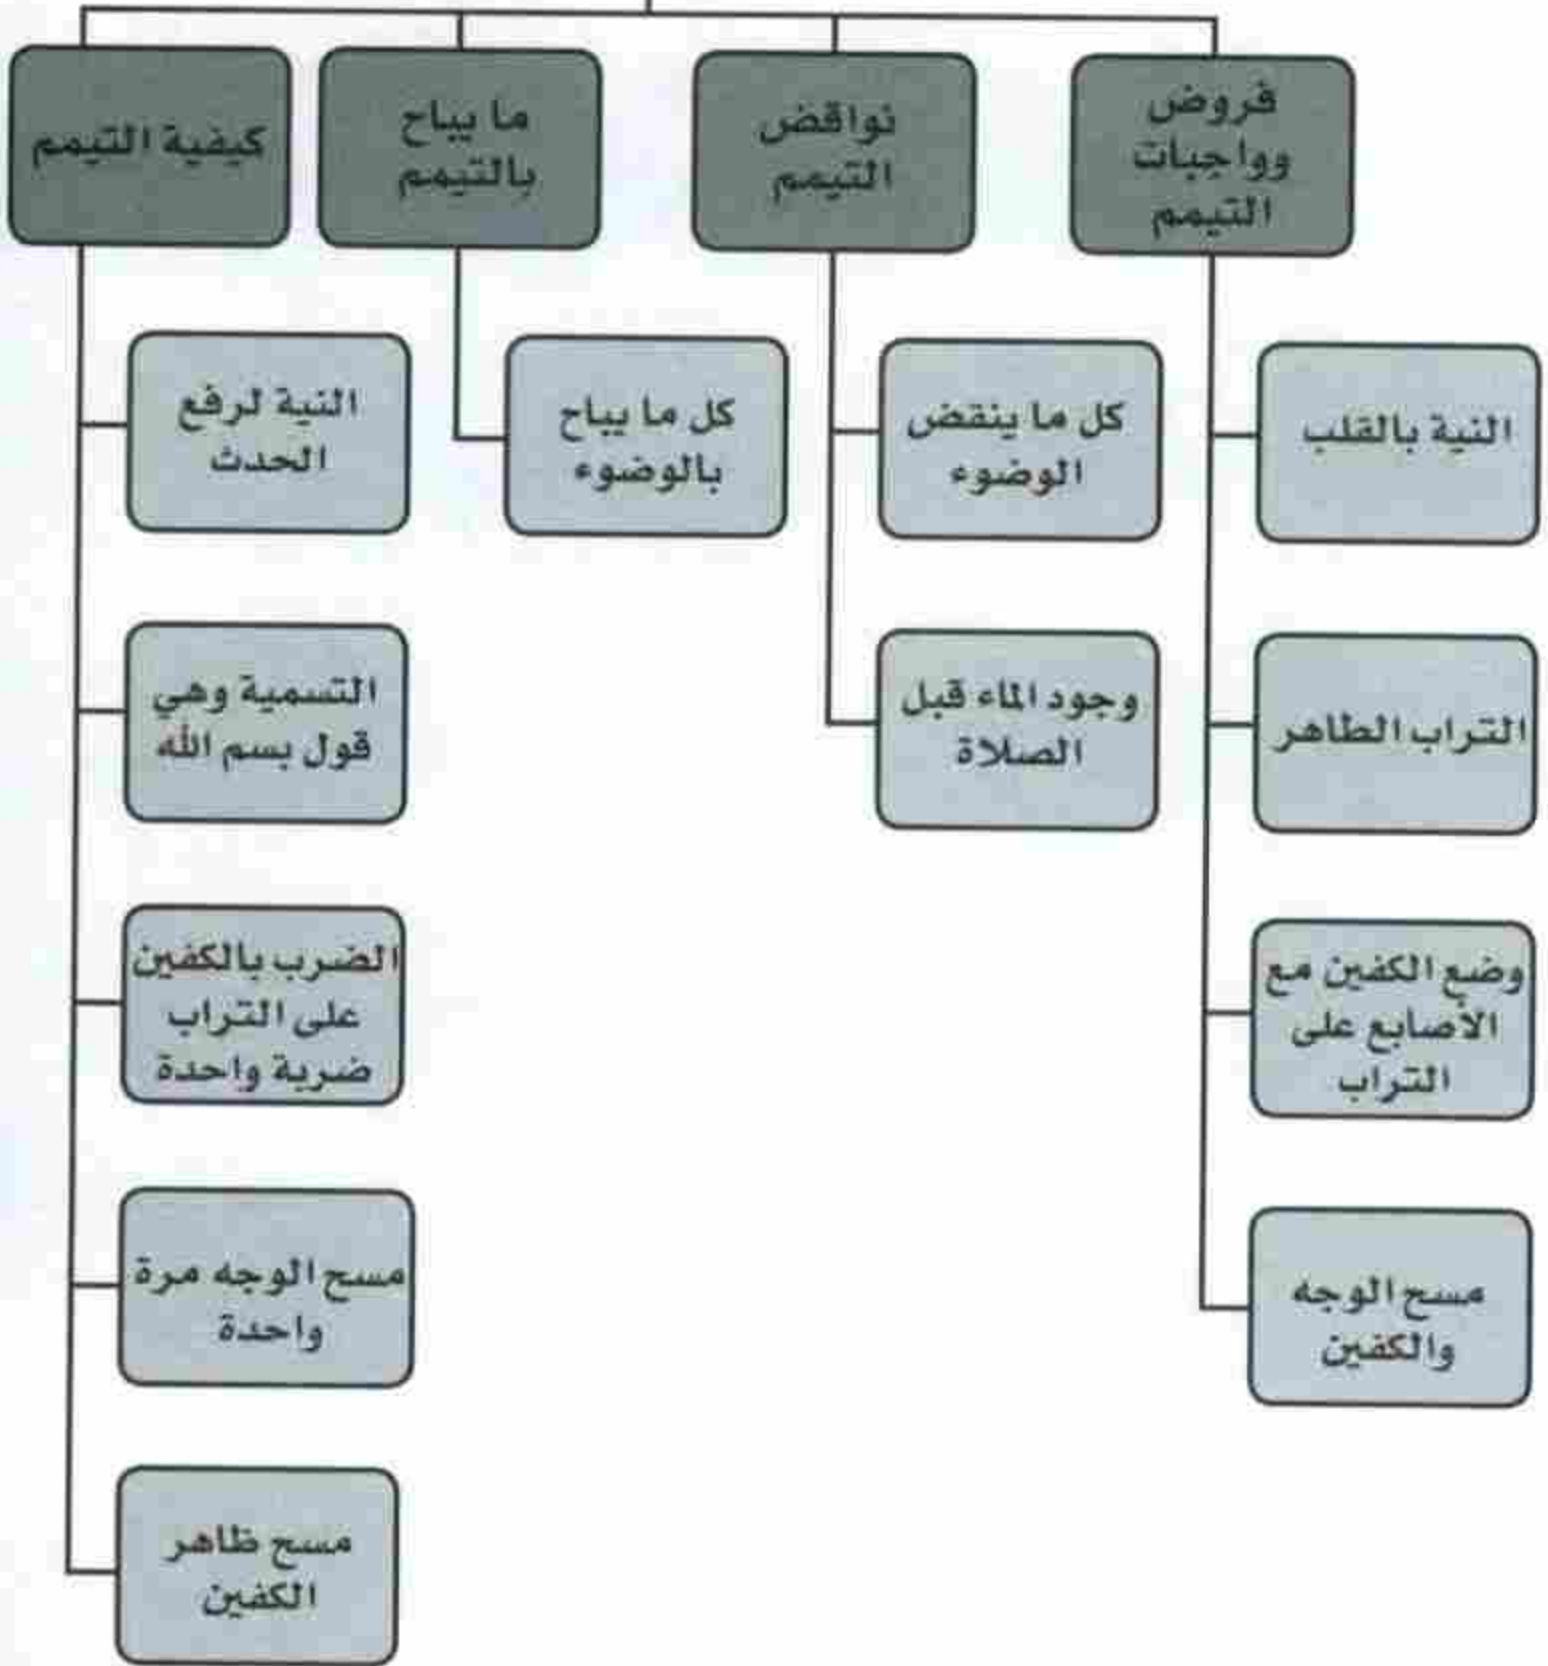 فروض
وواجبات
التيمم
النية بالقلب
التراب الطاهر
وضع الكفين مع
الأصابع على
التراب
مسح الوجه
والكفين
نواقض
التيمم
كل ما ينقض
الوضوء
وجود الماء قبل
الصلاة
ما يباح
بالتيمم
كل ما يباح
بالوضوء
كيفية التيمم
النية لرفع
الحدث
التسمية وهي
قول بسم الله
الضرب بالكفين
على التراب
ضربة واحدة
مسح الوجه مرة
واحدة
مسح ظاهر
الكفين